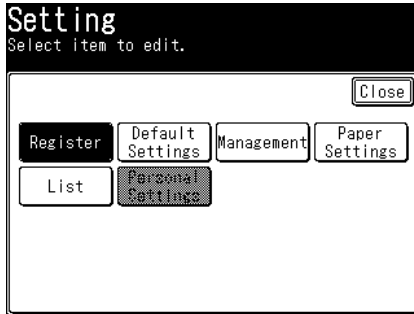 Setting
Select item to edit.
Close
Register
Default
Settings
Management
Paper
Settings
List
Personal
Settings